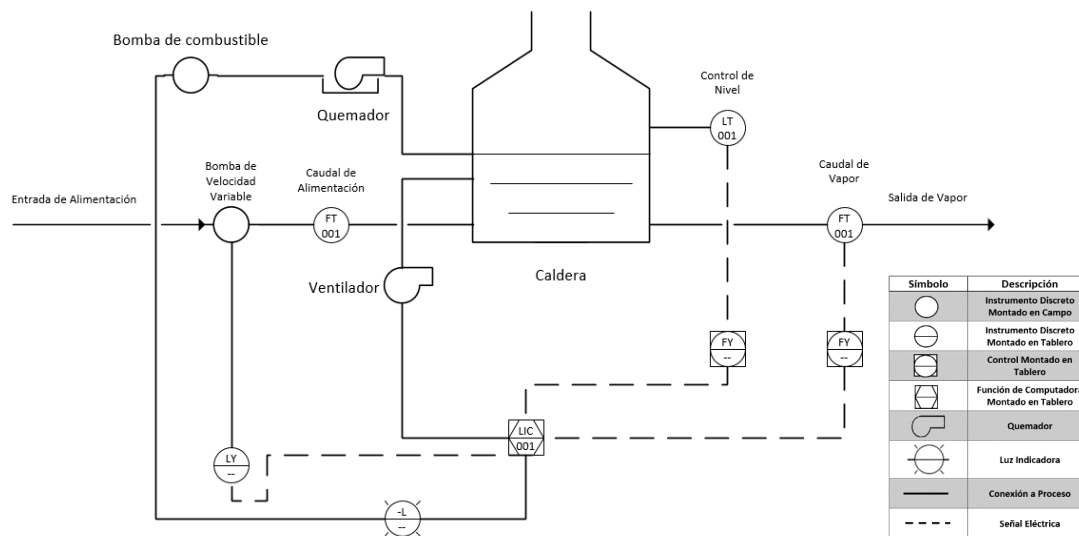 Bomba de combustible
Quemador
Control de
Nivel
LT
001
Bomba de
Velocidad
Variable
Caudal de
Alimentación
Caudal de
Vapor
Entrada de Alimentación
Salida de Vapor
FT
001
FT
001
Ventilador
Caldera
FY
--
FY
--
LIC
001
LY
--
-L
--
Símbolo
Descripción
Instrumento Discreto
Montado en Campo
Instrumento Discreto
Montado en Tablero
Control Montado en
Tablero
Función de Computadora
Montado en Tablero
Quemador
Luz Indicadora
Conexión a Proceso
Señal Eléctrica